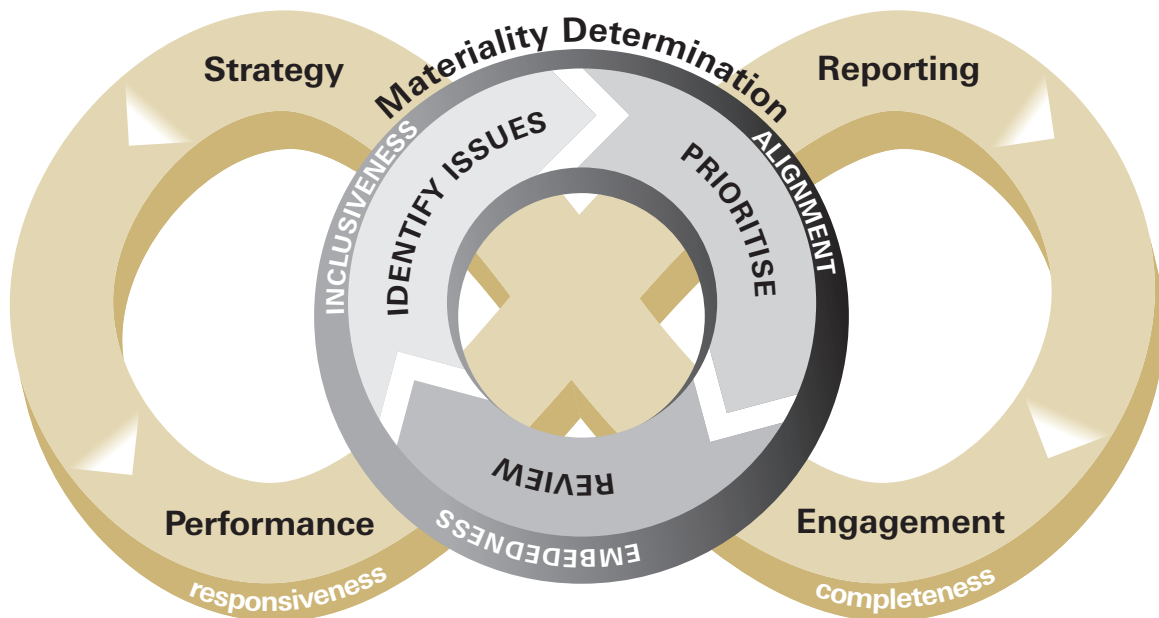 Materiality Determination
Strategy
Reporting
INCLUSIVENESS
IDENTIFY ISSUES
PRIORITISE
ALIGNMENT
REVIEW
EMBEDEDNESS
Performance
Engagement
responsiveness
completeness